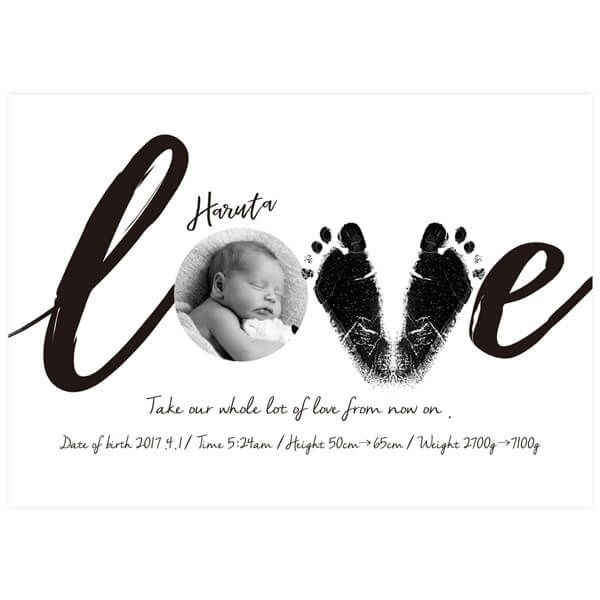 love
Haruta
Take our whole lot of love from now on .
Date of birth 2017.4.1 / Time 5:24am / Height 50cm→65cm / Weight 2700g→7100g